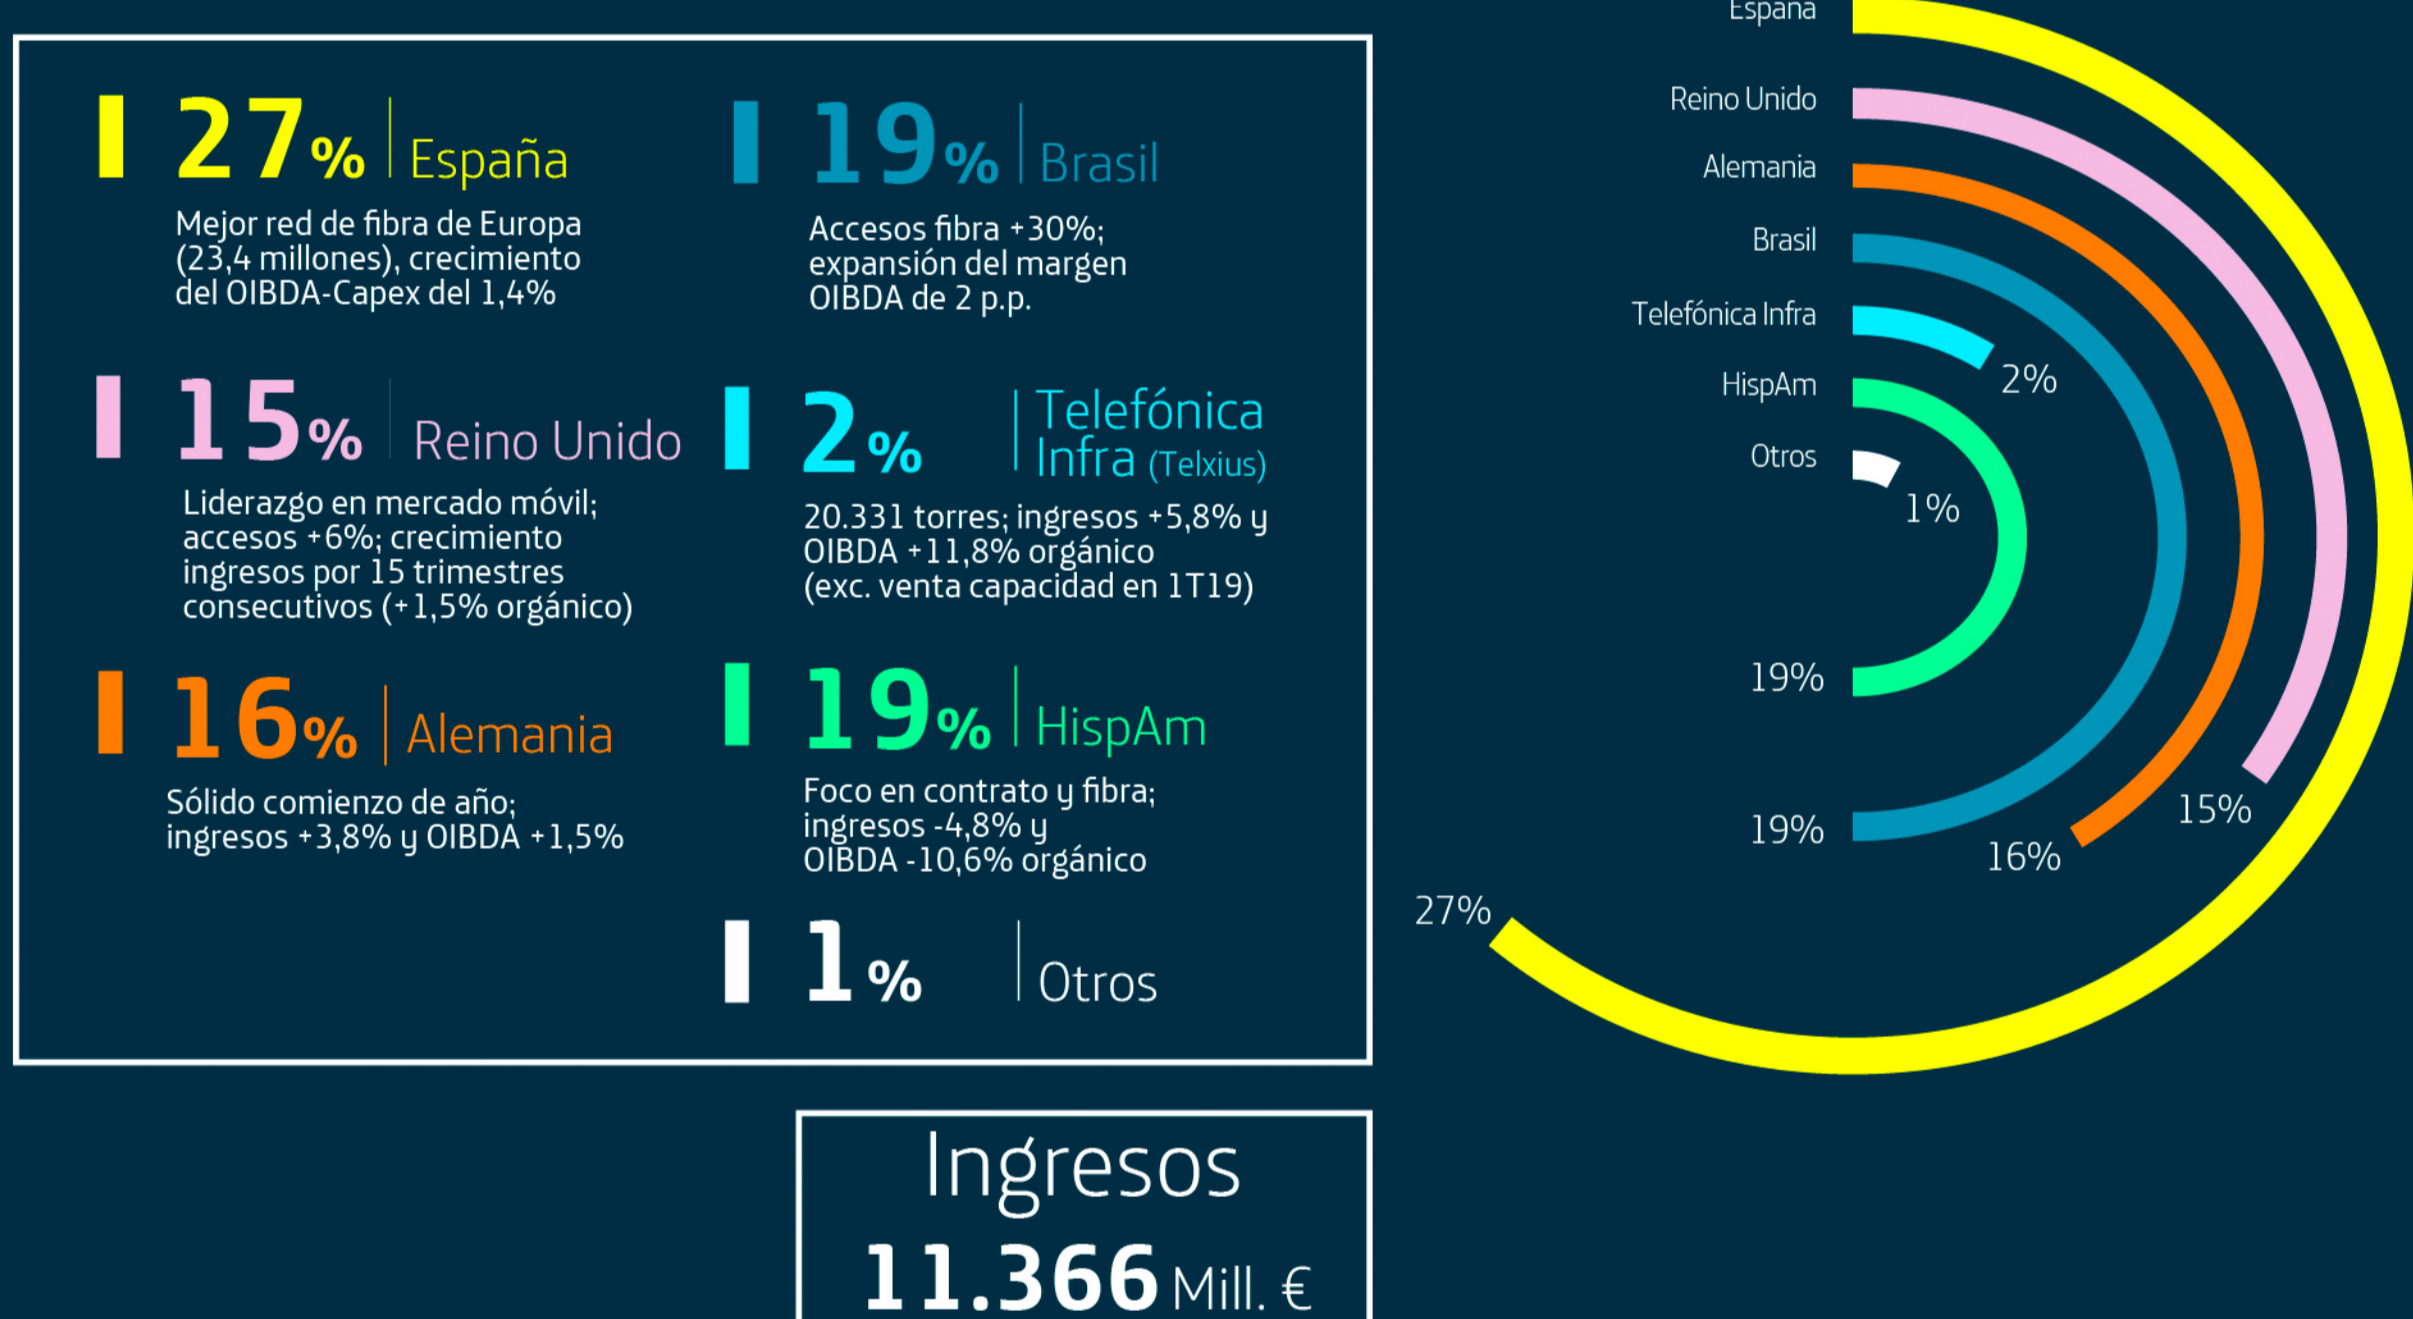 27% España
Mejor red de fibra de Europa
(23,4 millones), crecimiento
del OIBDA-Capex del 1,4%
15% Reino Unido
Liderazgo en mercado móvil;
accesos +6%; crecimiento
ingresos por 15 trimestres
consecutivos (+1,5% orgánico)
16% Alemania
Sólido comienzo de año;
ingresos +3,8% y OIBDA +1,5%
19% Brasil
Accesos fibra +30%;
expansión del margen
OIBDA de 2 p.p.
2% Telefónica
Infra (Telxius)
20.331 torres; ingresos +5,8% y
OIBDA +11,8% orgánico
(exc. venta capacidad en 1T19)
19% HispAm
Foco en contrato y fibra;
ingresos -4,8% y
OIBDA -10,6% orgánico
1% Otros
España
Reino Unido
Alemania
Brasil
Telefónica Infra
2%
HispAm
Otros
1%
19%
15%
19%
16%
27%
Ingresos
11.366 Mill. €